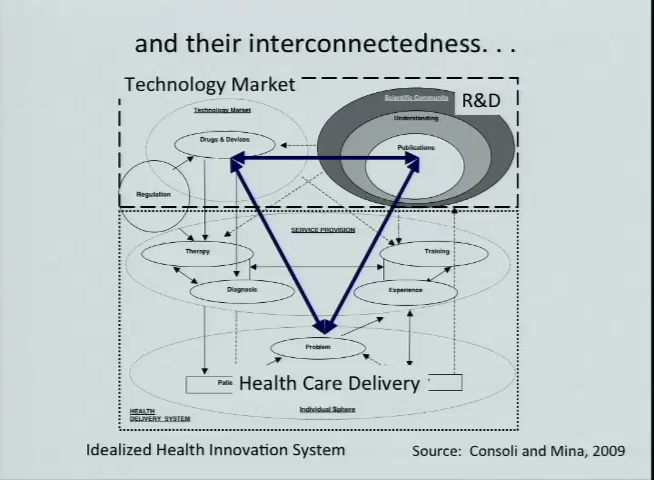 and their interconnectedness. . .
Technology Market
R&D
Scientific Community
Technology Market
Understanding
Drugs & Devices
Publications
Regulation
SERVICE PROVISION
Therapy
Training
Diagnosis
Experience
Problem
Patie
Health Care Delivery
HEALTH
DELIVERY SYSTEM
Individual Sphere
Idealized Health Innovation System
Source: Consoli and Mina, 2009